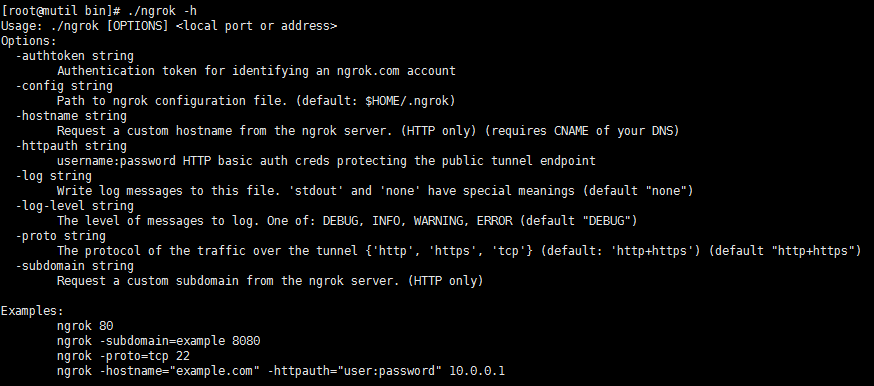 [root@mutil bin]# ./ngrok -h
Usage: ./ngrok [OPTIONS] <local port or address>
Options:
  -authtoken string
        Authentication token for identifying an ngrok.com account
  -config string
        Path to ngrok configuration file. (default: $HOME/.ngrok)
  -hostname string
        Request a custom hostname from the ngrok server. (HTTP only) (requires CNAME of your DNS)
  -httpauth string
        username:password HTTP basic auth creds protecting the public tunnel endpoint
  -log string
        Write log messages to this file. 'stdout' and 'none' have special meanings (default "none")
  -log-level string
        The level of messages to log. One of: DEBUG, INFO, WARNING, ERROR (default "DEBUG")
  -proto string
        The protocol of the traffic over the tunnel {'http', 'https', 'tcp'} (default: 'http+https') (default "http+https")
  -subdomain string
        Request a custom subdomain from the ngrok server. (HTTP only)

Examples:
        ngrok 80
        ngrok -subdomain=example 8080
        ngrok -proto=tcp 22
        ngrok -hostname="example.com" -httpauth="user:password" 10.0.0.1